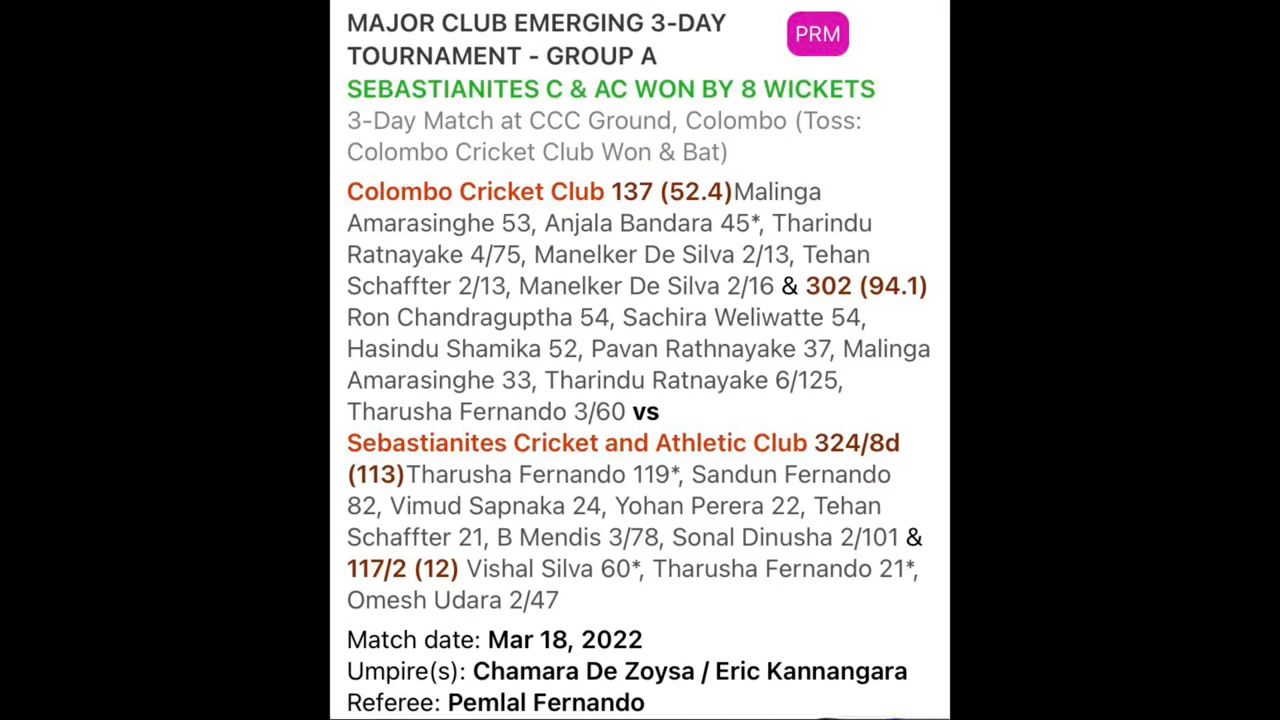 MAJOR CLUB EMERGING 3-DAY
TOURNAMENT - GROUP A
PRM
SEBASTIANITES C & AC WON BY 8 WICKETS
3-Day Match at CCC Ground, Colombo (Toss:
Colombo Cricket Club Won & Bat)
Colombo Cricket Club 137 (52.4)Malinga
Amarasinghe 53, Anjala Bandara 45*, Tharindu
Ratnayake 4/75, Manelker De Silva 2/13, Tehan
Schaffter 2/13, Manelker De Silva 2/16 & 302 (94.1)
Ron Chandraguptha 54, Sachira Weliwatte 54,
Hasindu Shamika 52, Pavan Rathnayake 37, Malinga
Amarasinghe 33, Tharindu Ratnayake 6/125,
Tharusha Fernando 3/60 vs
Sebastianites Cricket and Athletic Club 324/8d
(113)Tharusha Fernando 119*, Sandun Fernando
82, Vimud Sapnaka 24, Yohan Perera 22, Tehan
Schaffter 21, B Mendis 3/78, Sonal Dinusha 2/101 &
117/2 (12) Vishal Silva 60*, Tharusha Fernando 21*,
Omesh Udara 2/47
Match date: Mar 18, 2022
Umpire(s): Chamara De Zoysa / Eric Kannangara
Referee: Pemlal Fernando